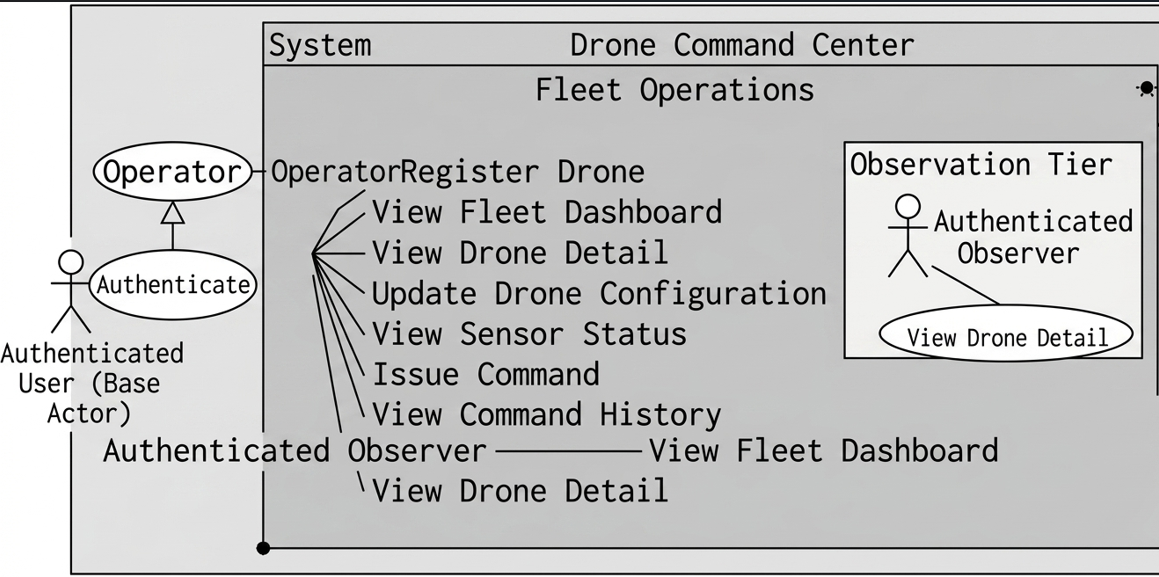 System
Drone Command Center
Fleet Operations
Operator
OperatorRegister Drone
View Fleet Dashboard
View Drone Detail
Update Drone Configuration
View Sensor Status
Issue Command
View Command History
Authenticated Observer
View Fleet Dashboard
View Drone Detail
Authenticate
Authenticated
User (Base
Actor)
Observation Tier
Authenticated
Observer
View Drone Detail